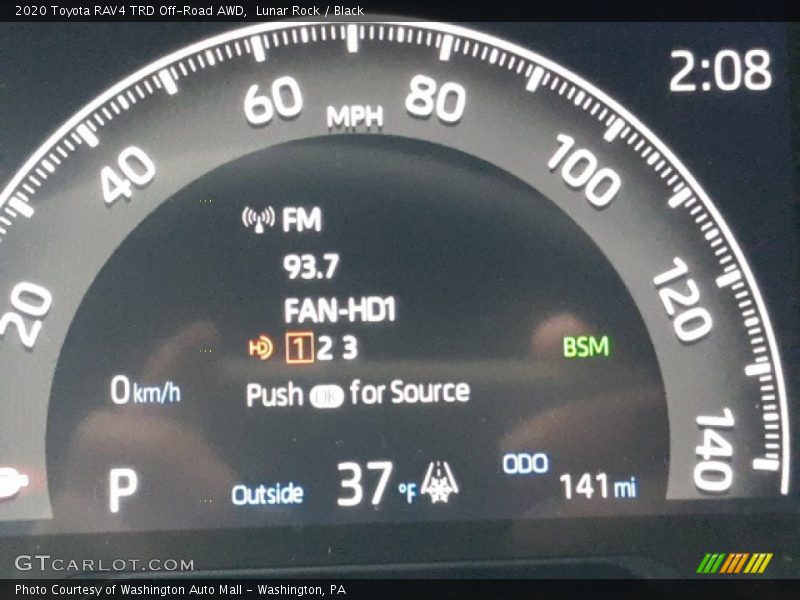 2020 Toyota RAV4 TRD Off-Road AWD, Lunar Rock / Black
2:08
20
40
60
MPH
80
100
120
140
FM
93.7
FAN-HD1
1 2 3
BSM
0 km/h
Push OK for Source
P
Outside 37 °F
ODO
141 mi
GTCARLOT.COM
Photo Courtesy of Washington Auto Mall - Washington, PA